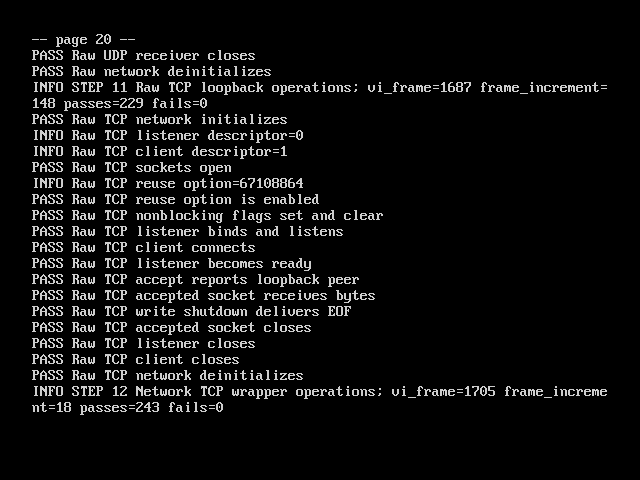 -- page 20 --
PASS Raw UDP receiver closes
PASS Raw network deinitializes
INFO STEP 11 Raw TCP loopback operations; vi_frame=1687 frame_increment=
148 passes=229 fails=0
PASS Raw TCP network initializes
INFO Raw TCP listener descriptor=0
INFO Raw TCP client descriptor=1
PASS Raw TCP sockets open
INFO Raw TCP reuse option=67108864
PASS Raw TCP reuse option is enabled
PASS Raw TCP nonblocking flags set and clear
PASS Raw TCP listener binds and listens
PASS Raw TCP client connects
PASS Raw TCP listener becomes ready
PASS Raw TCP accept reports loopback peer
PASS Raw TCP accepted socket receives bytes
PASS Raw TCP write shutdown delivers EOF
PASS Raw TCP accepted socket closes
PASS Raw TCP listener closes
PASS Raw TCP client closes
PASS Raw TCP network deinitializes
INFO STEP 12 Network TCP wrapper operations; vi_frame=1705 frame_increme
nt=18 passes=243 fails=0